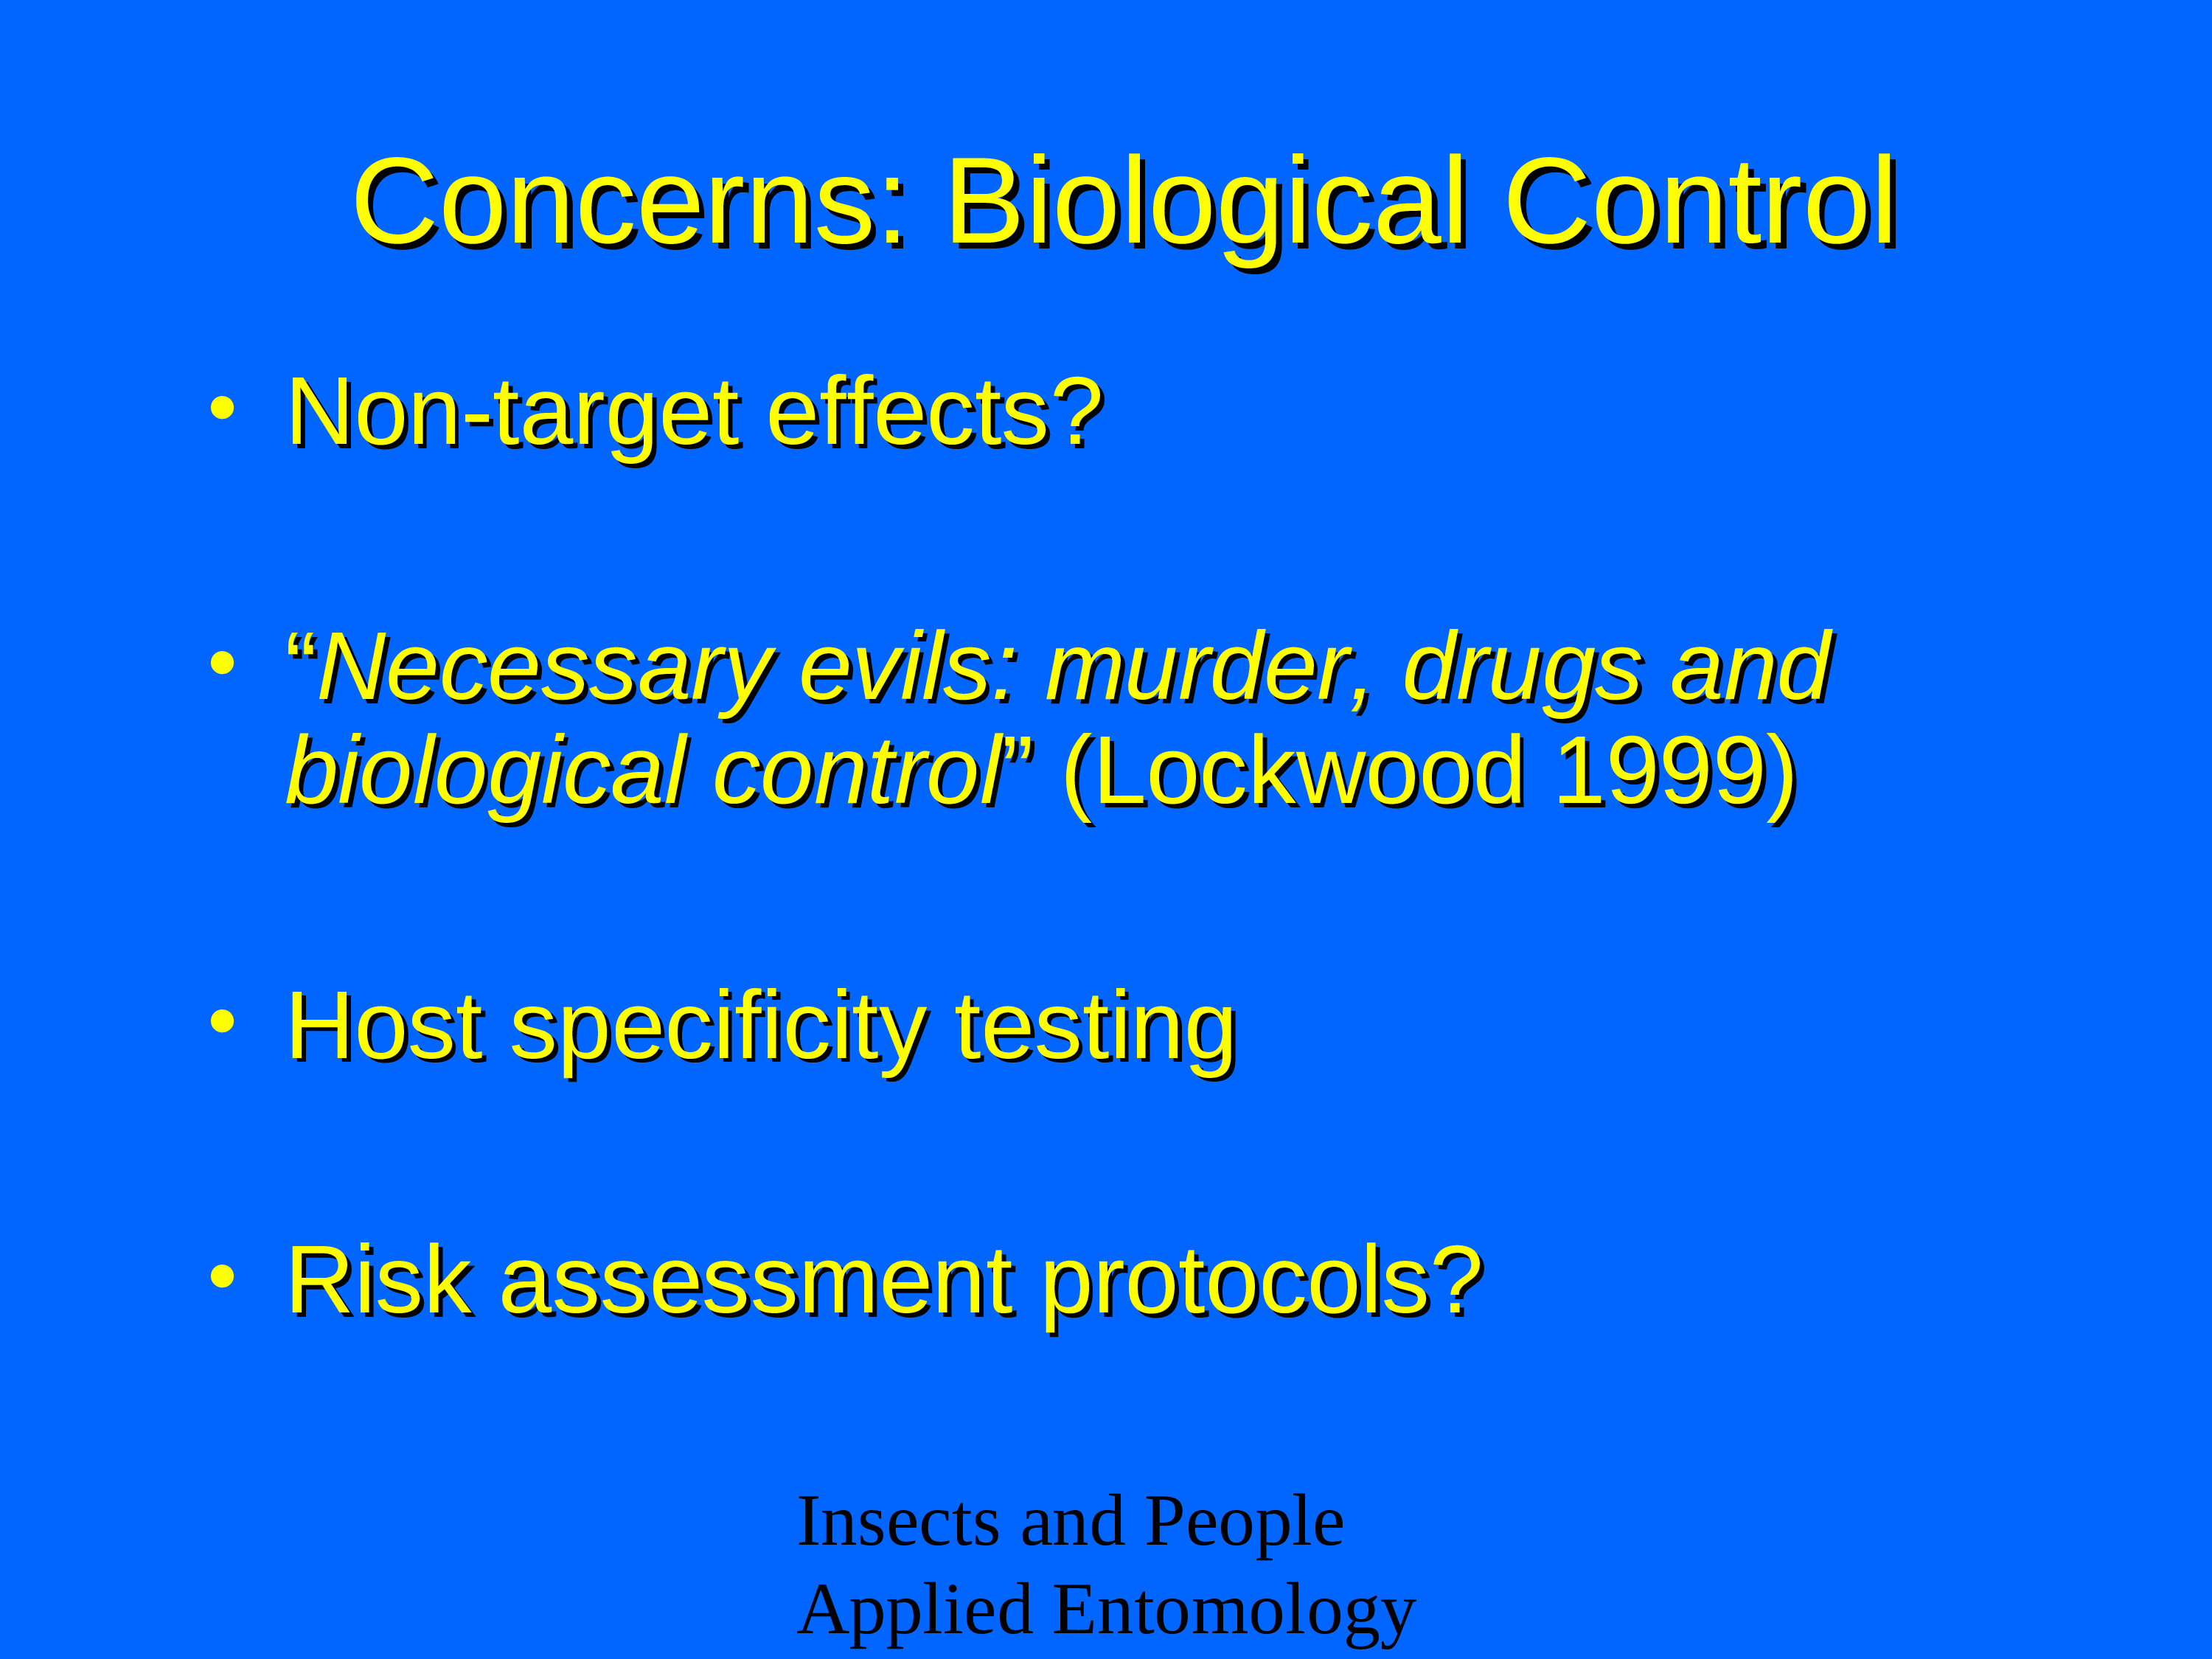 Concerns: Biological Control
• Non-target effects?
• “Necessary evils: murder, drugs and
biological control” (Lockwood 1999)
• Host specificity testing
• Risk assessment protocols?
Insects and People
Applied Entomology